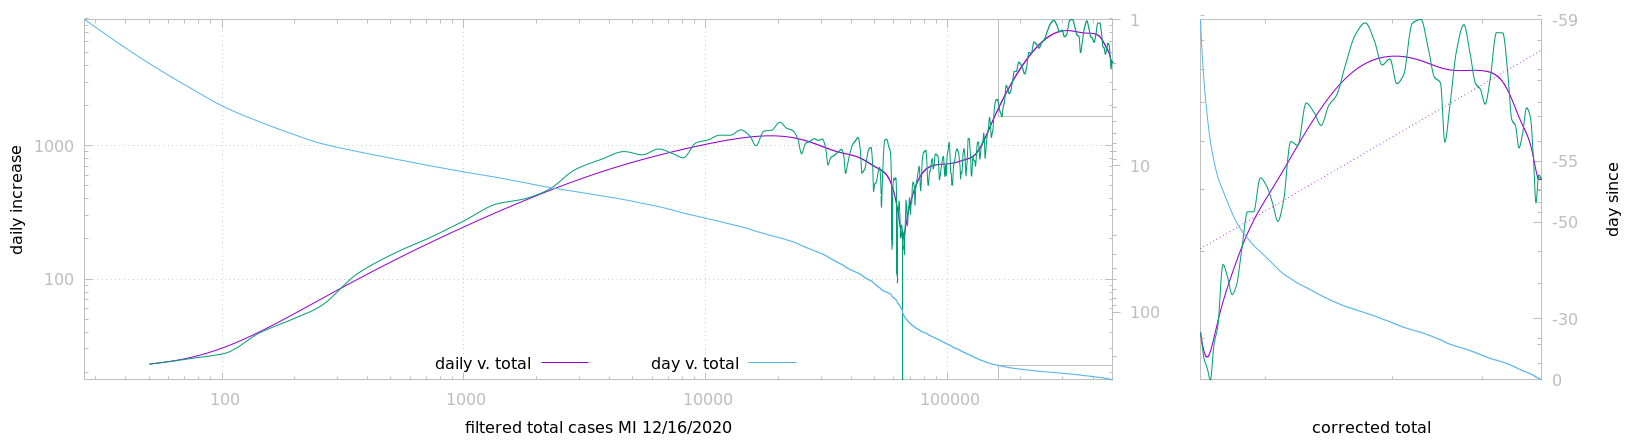 daily increase
1000
100
daily v. total
day v. total
100
1000
10000
100000
filtered total cases MI 12/16/2020
1
10
100
-59
-55
-50
-30
0
day since
corrected total